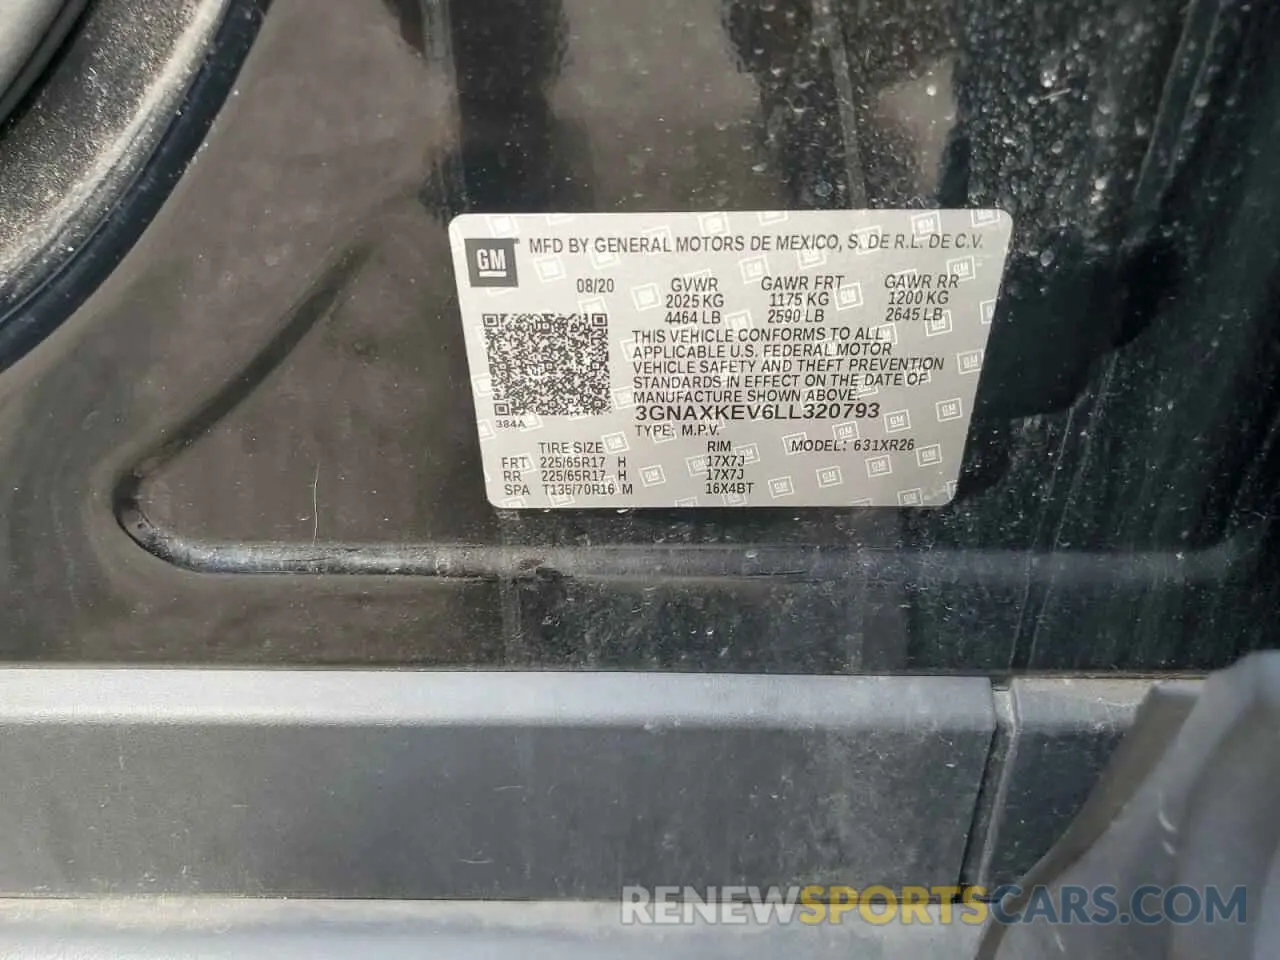 GM
MFD BY GENERAL MOTORS DE MEXICO, S. DE R.L. DE C.V.
08/20 GVWR GAWR FRT GAWR RR
2025 KG 1175 KG 1200 KG
4464 LB 2590 LB 2645 LB
THIS VEHICLE CONFORMS TO ALL
APPLICABLE U.S. FEDERAL MOTOR
VEHICLE SAFETY AND THEFT PREVENTION
STANDARDS IN EFFECT ON THE DATE OF
MANUFACTURE SHOWN ABOVE.
3GNAXKEV6LL320793
384A
TYPE: M.P.V.
TIRE SIZE RIM MODEL: 631XR26
FRT 225/65R17 H 17X7J
RR 225/65R17 H 17X7J
SPA T135/70R16 M 16X4BT
RENEWSPORTSCARS.COM